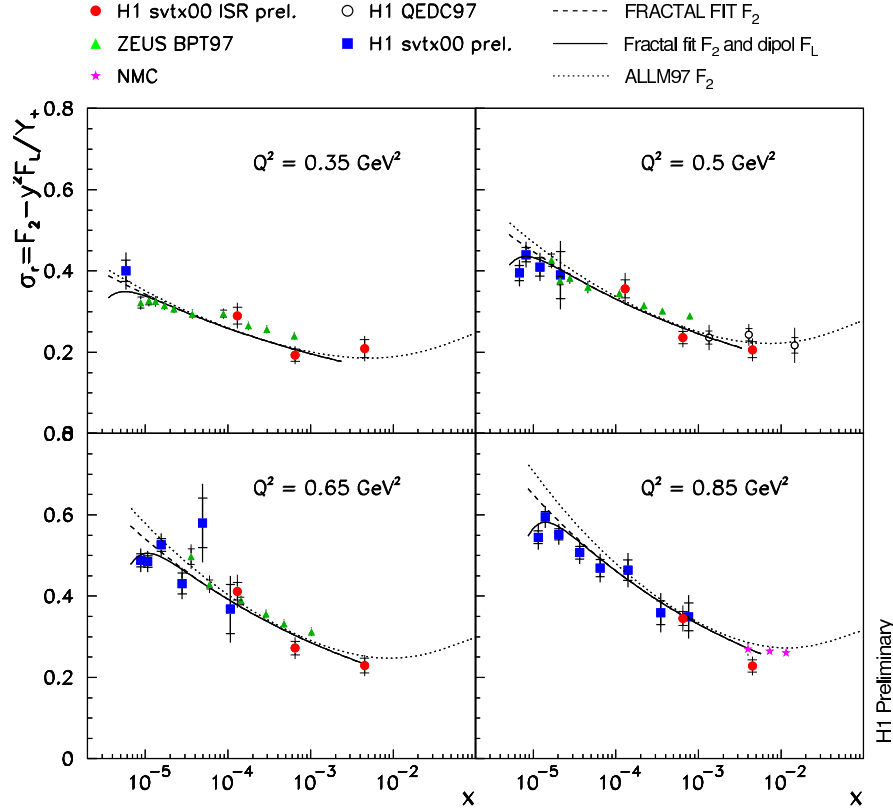 H1 svtx00 ISR prel.
H1 QEDC97
FRACTAL FIT F₂
ZEUS BPT97
H1 svtx00 prel.
Fractal fit F₂ and dipol F_L
NMC
ALLM97 F₂
σᵣ=F₂−y²F_L/Y₊
0.8
Q² = 0.35 GeV²
Q² = 0.5 GeV²
0.6
0.4
0.2
0
0.8
Q² = 0.65 GeV²
Q² = 0.85 GeV²
0.6
0.4
0.2
0
10⁻⁵ 10⁻⁴ 10⁻³ 10⁻² 10⁻⁵ 10⁻⁴ 10⁻³ 10⁻²
x x
H1 Preliminary